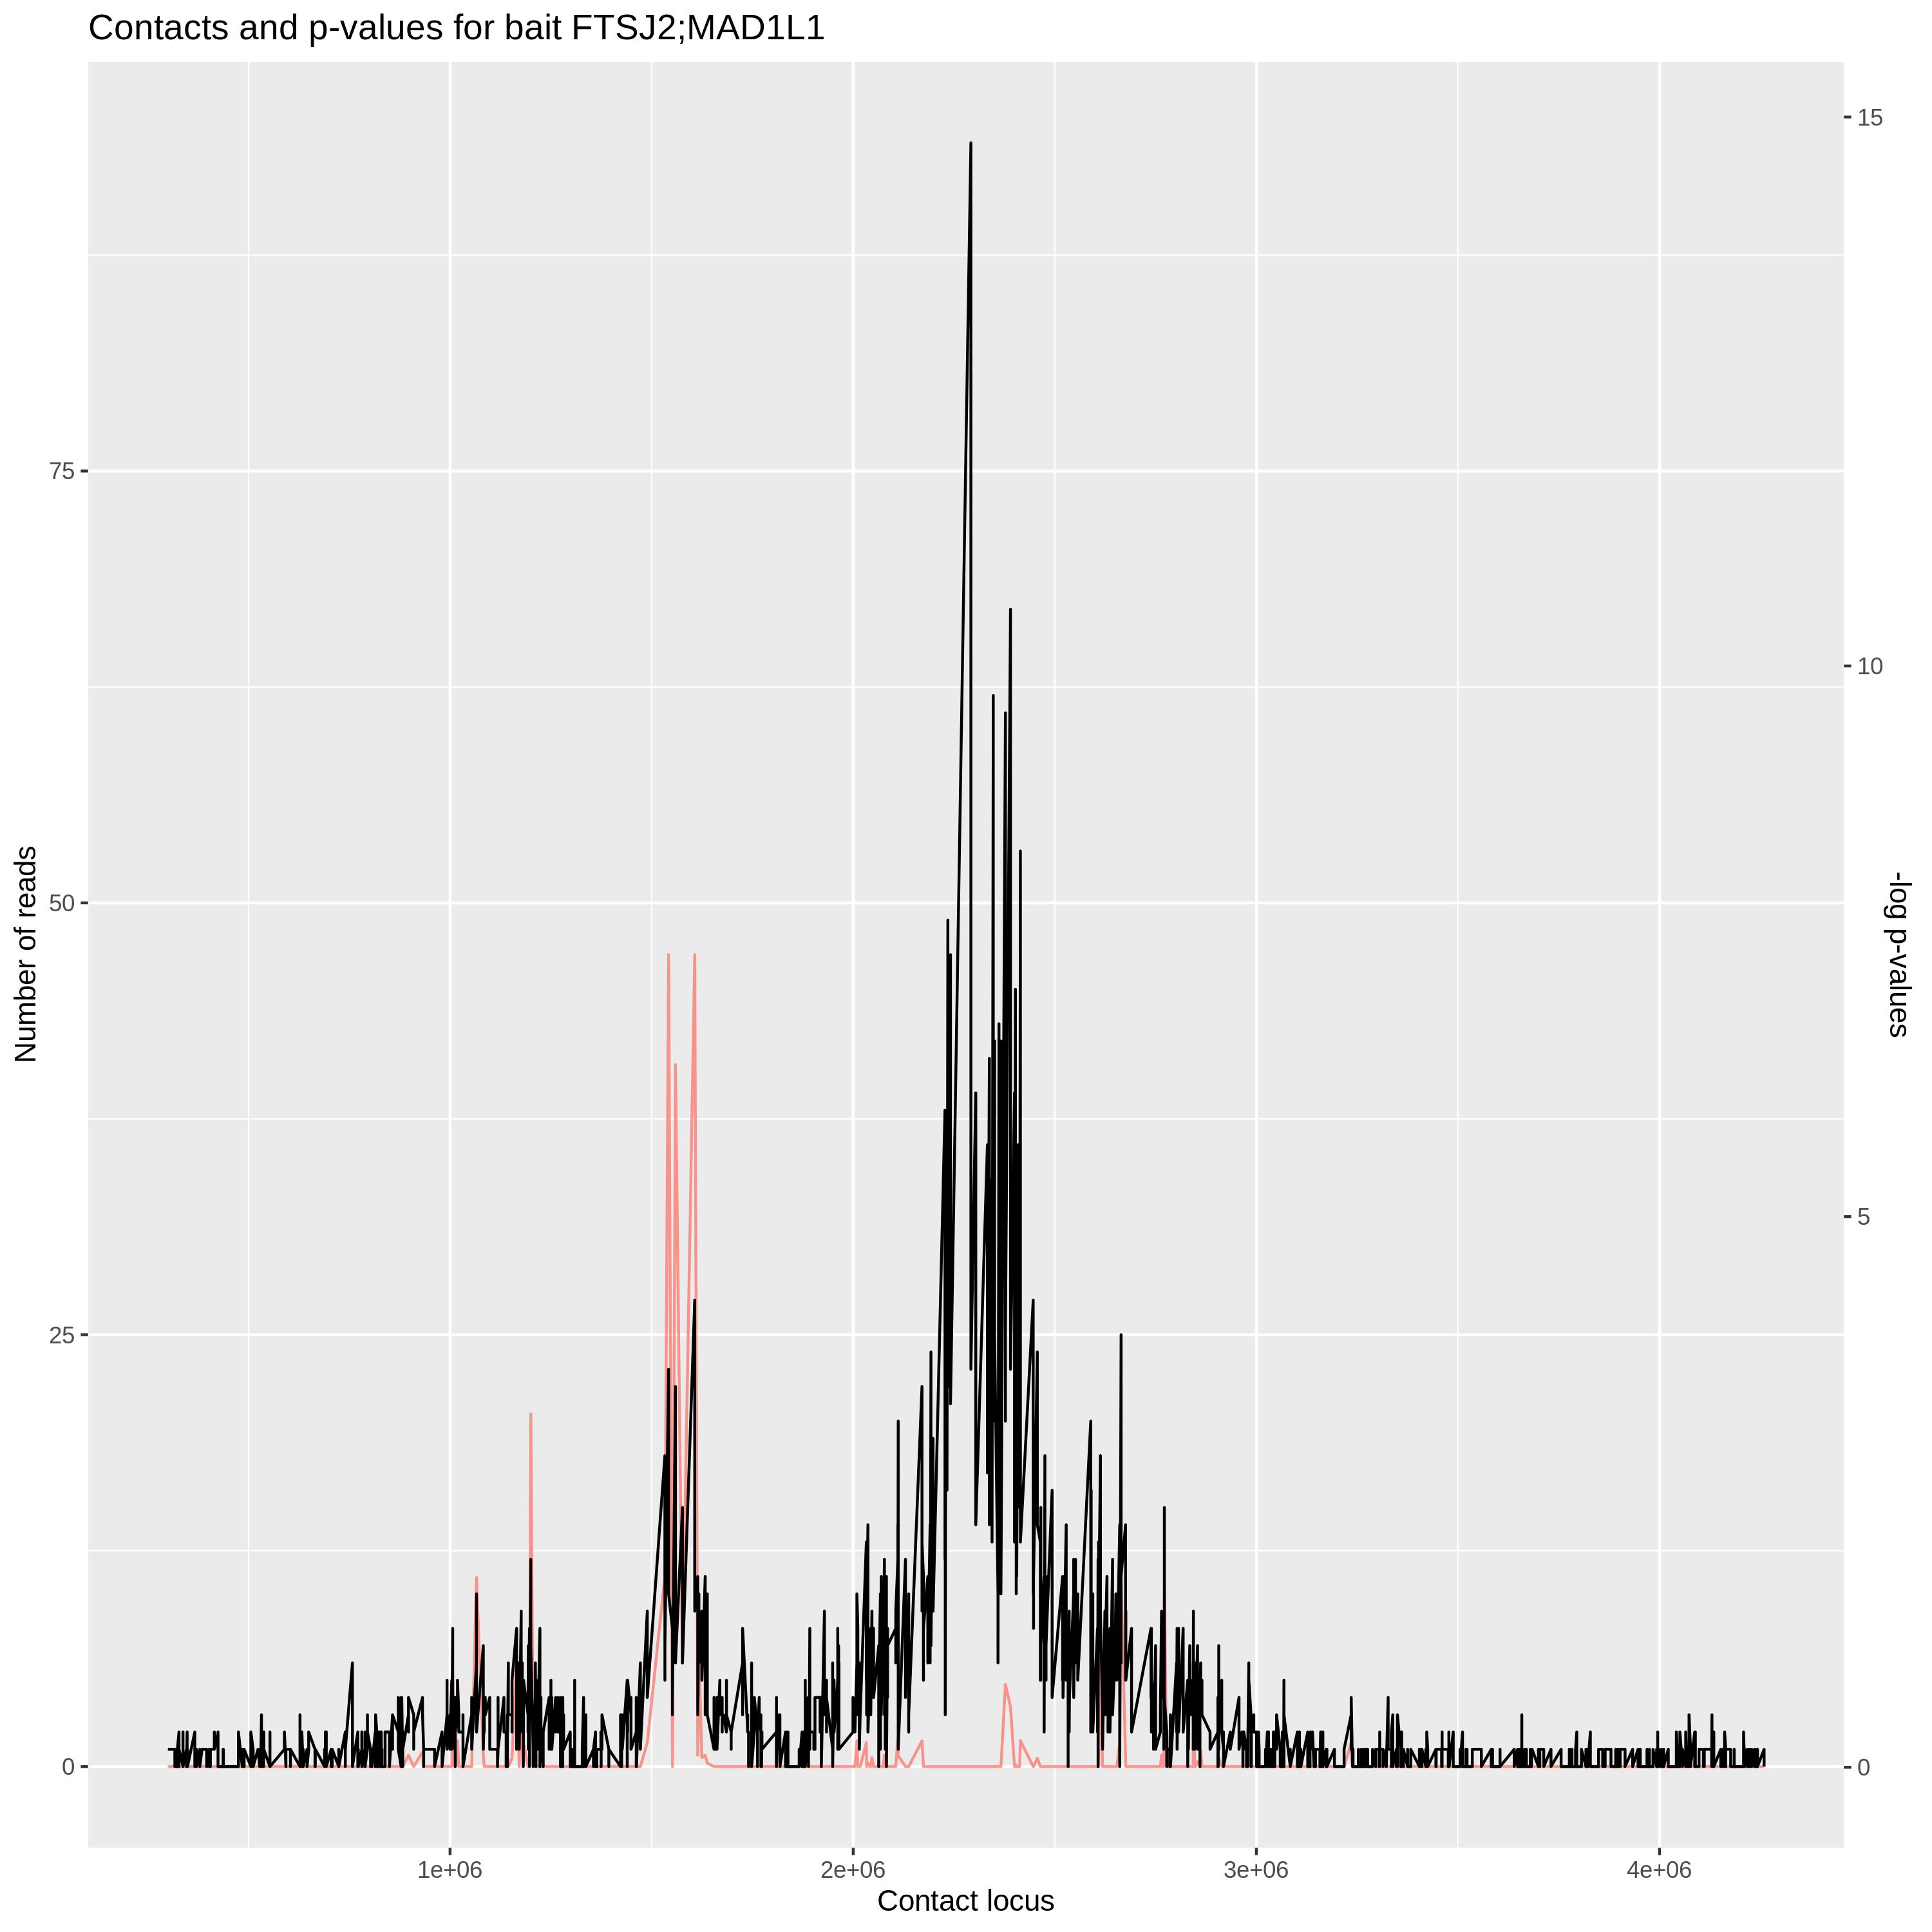 Contacts and p-values for bait FTSJ2;MAD1L1
Number of reads
75
50
25
0
15
10
5
0
-log p-values
1e+06
2e+06
3e+06
4e+06
Contact locus